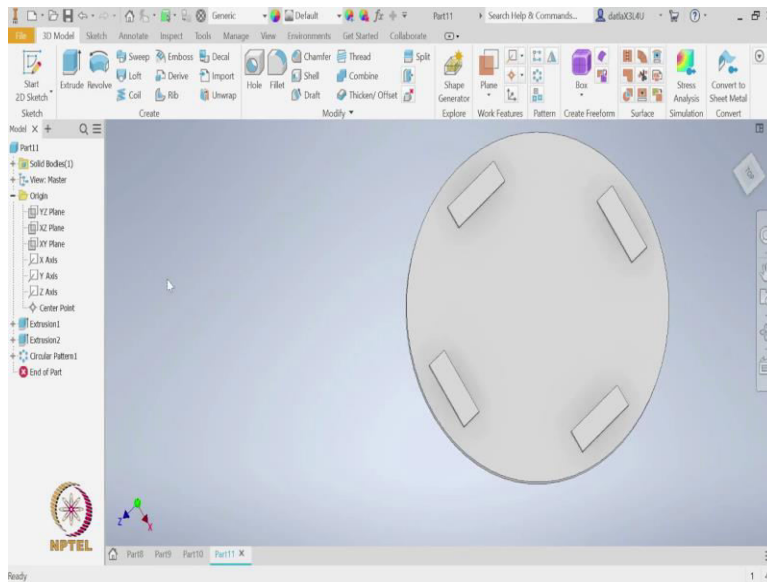 Generic Default fx Part11 Search Help & Commands... datlaX3L4U
File 3D Model Sketch Annotate Inspect Tools Manage View Environments Get Started Collaborate
Start 2D Sketch Extrude Revolve Sweep Emboss Decal Hole Fillet Chamfer Thread Split Shape Generator Plane Box Stress Analysis Convert to Sheet Metal
Loft Derive Import Shell Combine
Coil Rib Unwrap Draft Thicken/ Offset
Sketch Create Modify Explore Work Features Pattern Create Freeform Surface Simulation Convert
Model X +
Part11
Solid Bodies(1)
View: Master
Origin
YZ Plane
XZ Plane
XY Plane
X Axis
Y Axis
Z Axis
Center Point
Extrusion1
Extrusion2
Circular Pattern1
End of Part
TOP
Z X
NPTEL
Part8 Part9 Part10 Part11 X
Ready 1